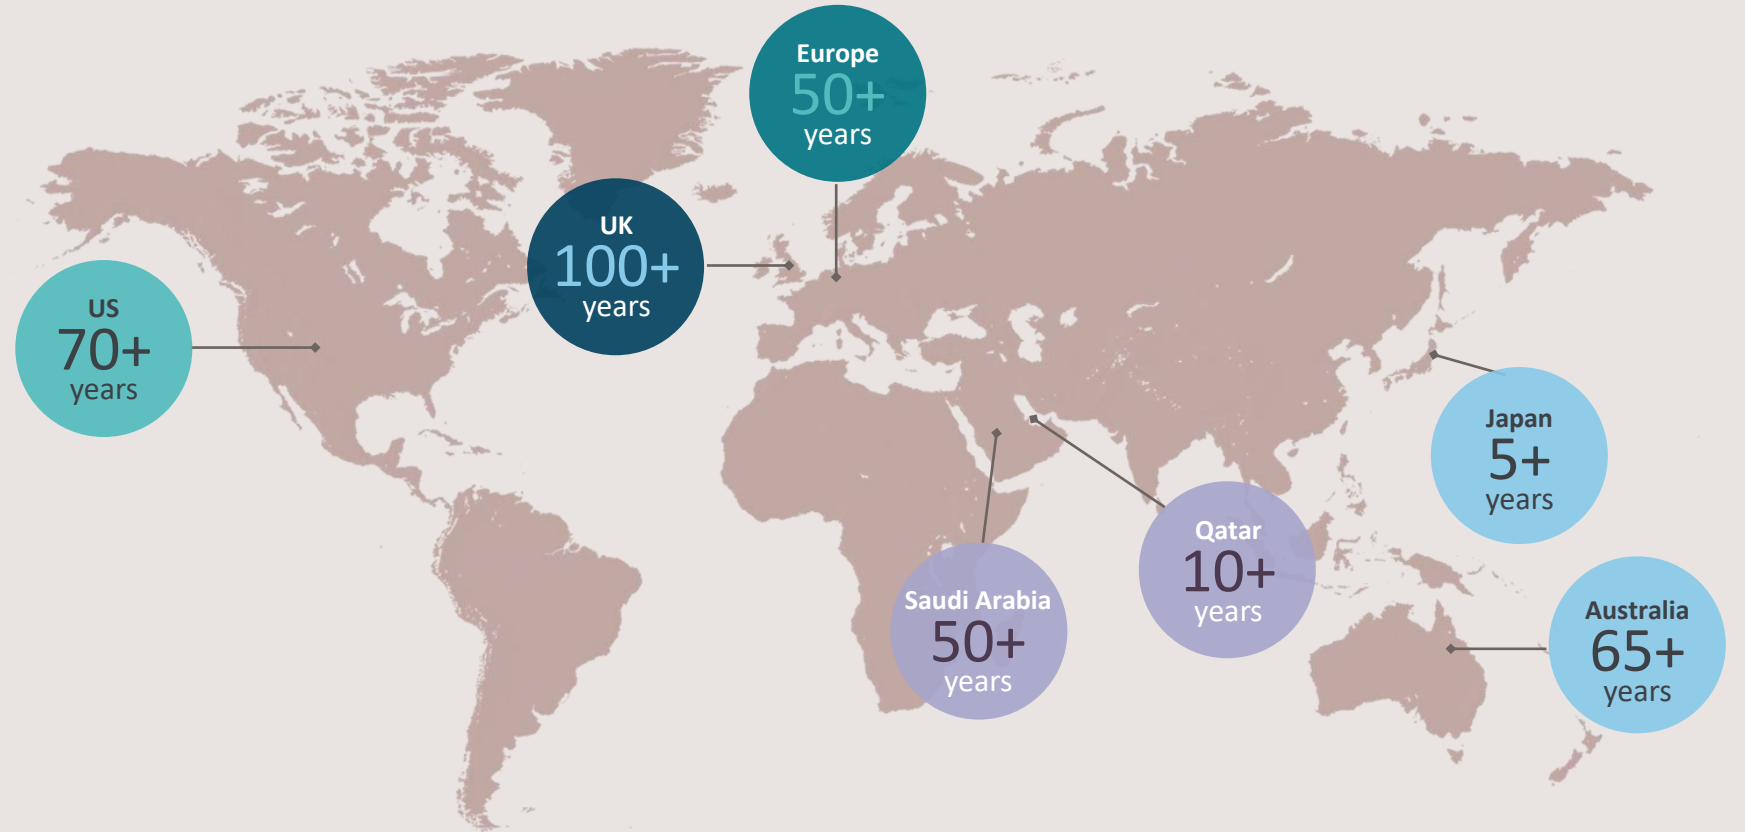 Europe
50+
years
UK
100+
years
US
70+
years
Japan
5+
years
Qatar
10+
years
Saudi Arabia
50+
years
Australia
65+
years